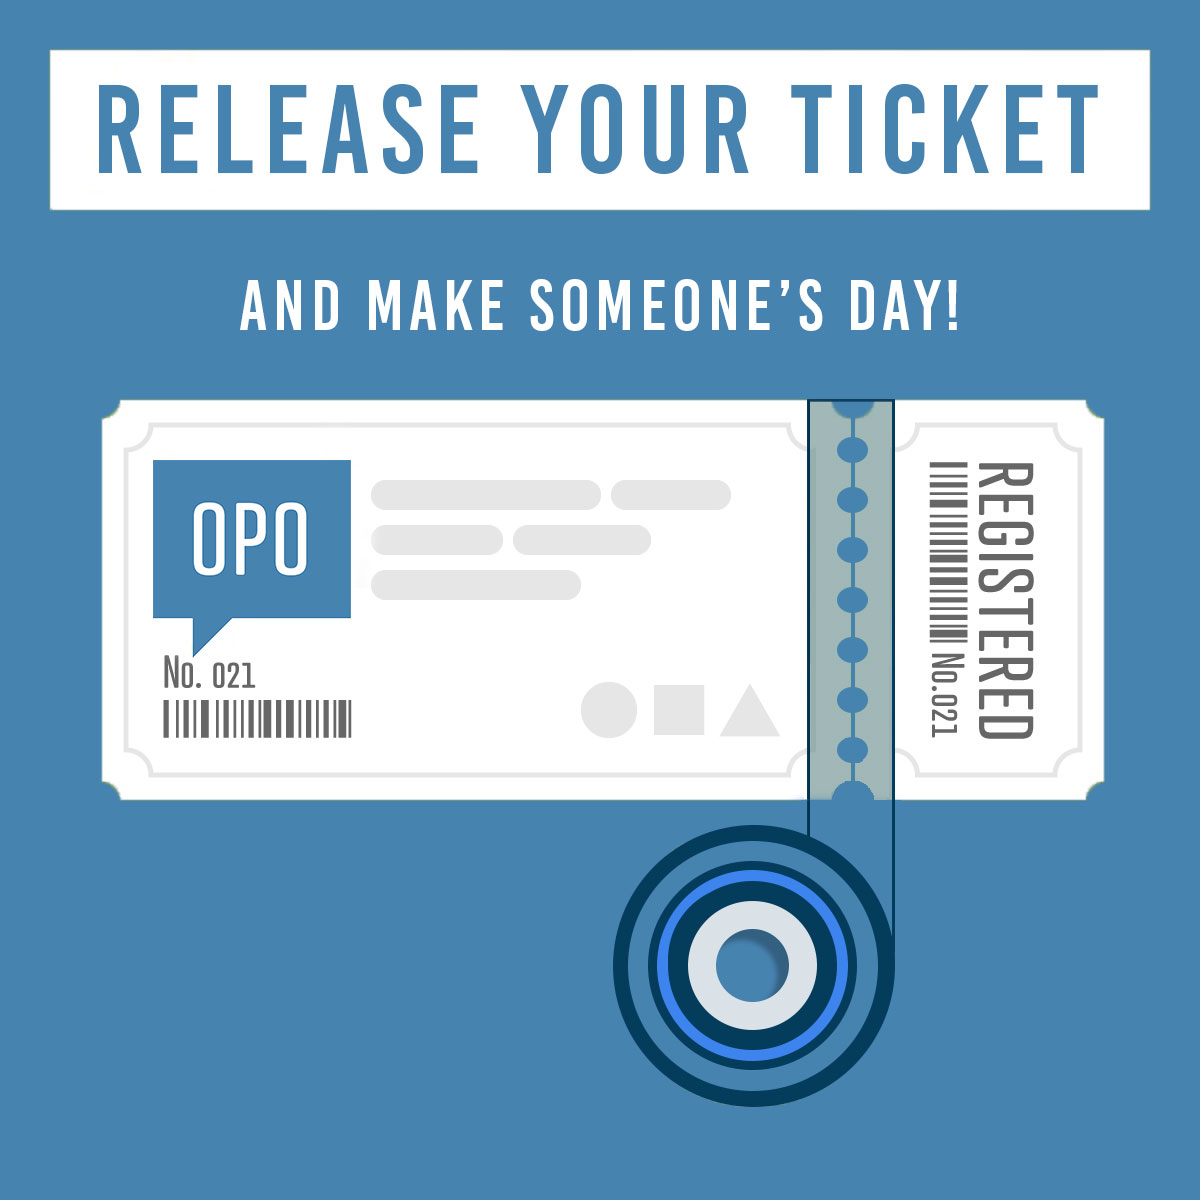 RELEASE YOUR TICKET
AND MAKE SOMEONE’S DAY!
OPO
No. 021
REGISTERED
No.021